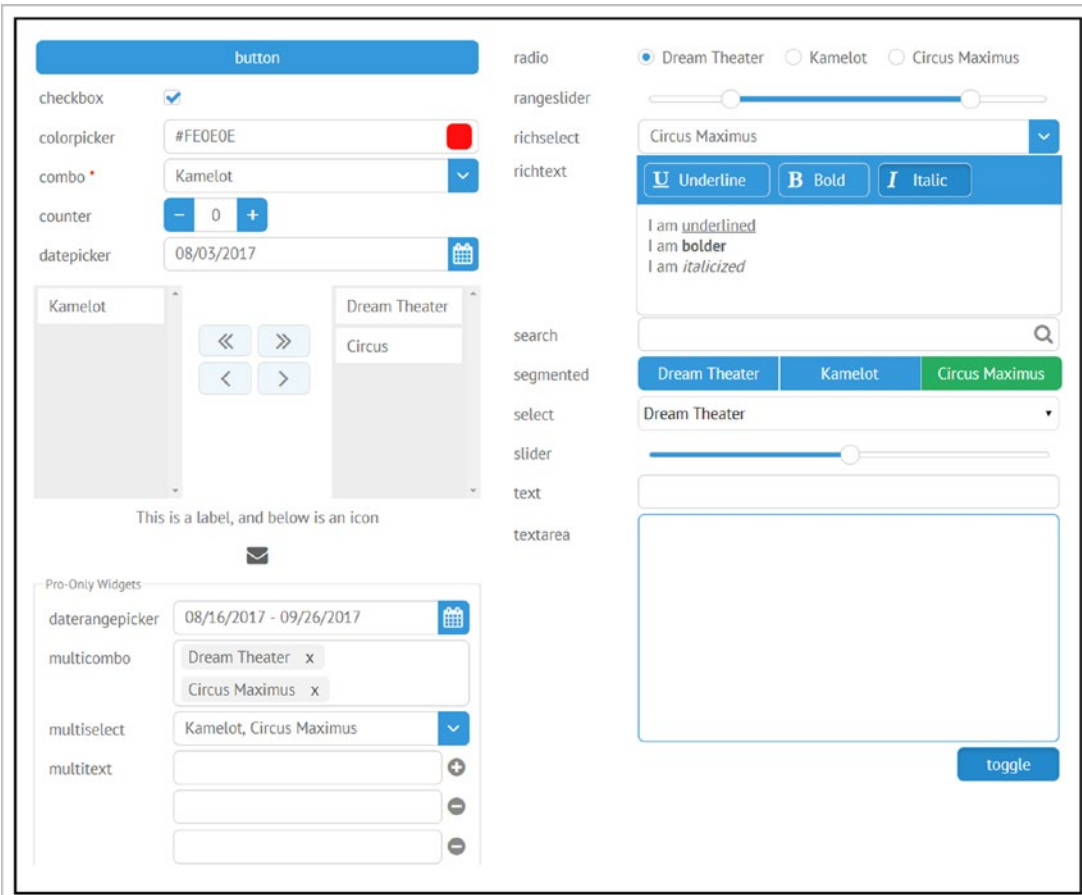 button
checkbox
colorpicker #FE0E0E
combo * Kamelot
counter - 0 +
datepicker 08/03/2017
Kamelot
Dream Theater
Circus
This is a label, and below is an icon
Pro-Only Widgets
daterangepicker 08/16/2017 - 09/26/2017
multicombo Dream Theater x
Circus Maximus x
multiselect Kamelot, Circus Maximus
multitext
radio Dream Theater Kamelot Circus Maximus
rangeslider
richselect Circus Maximus
richtext U Underline B Bold I Italic
I am underlined
I am bolder
I am italicized
search
segmented Dream Theater Kamelot Circus Maximus
select Dream Theater
slider
text
textarea
toggle